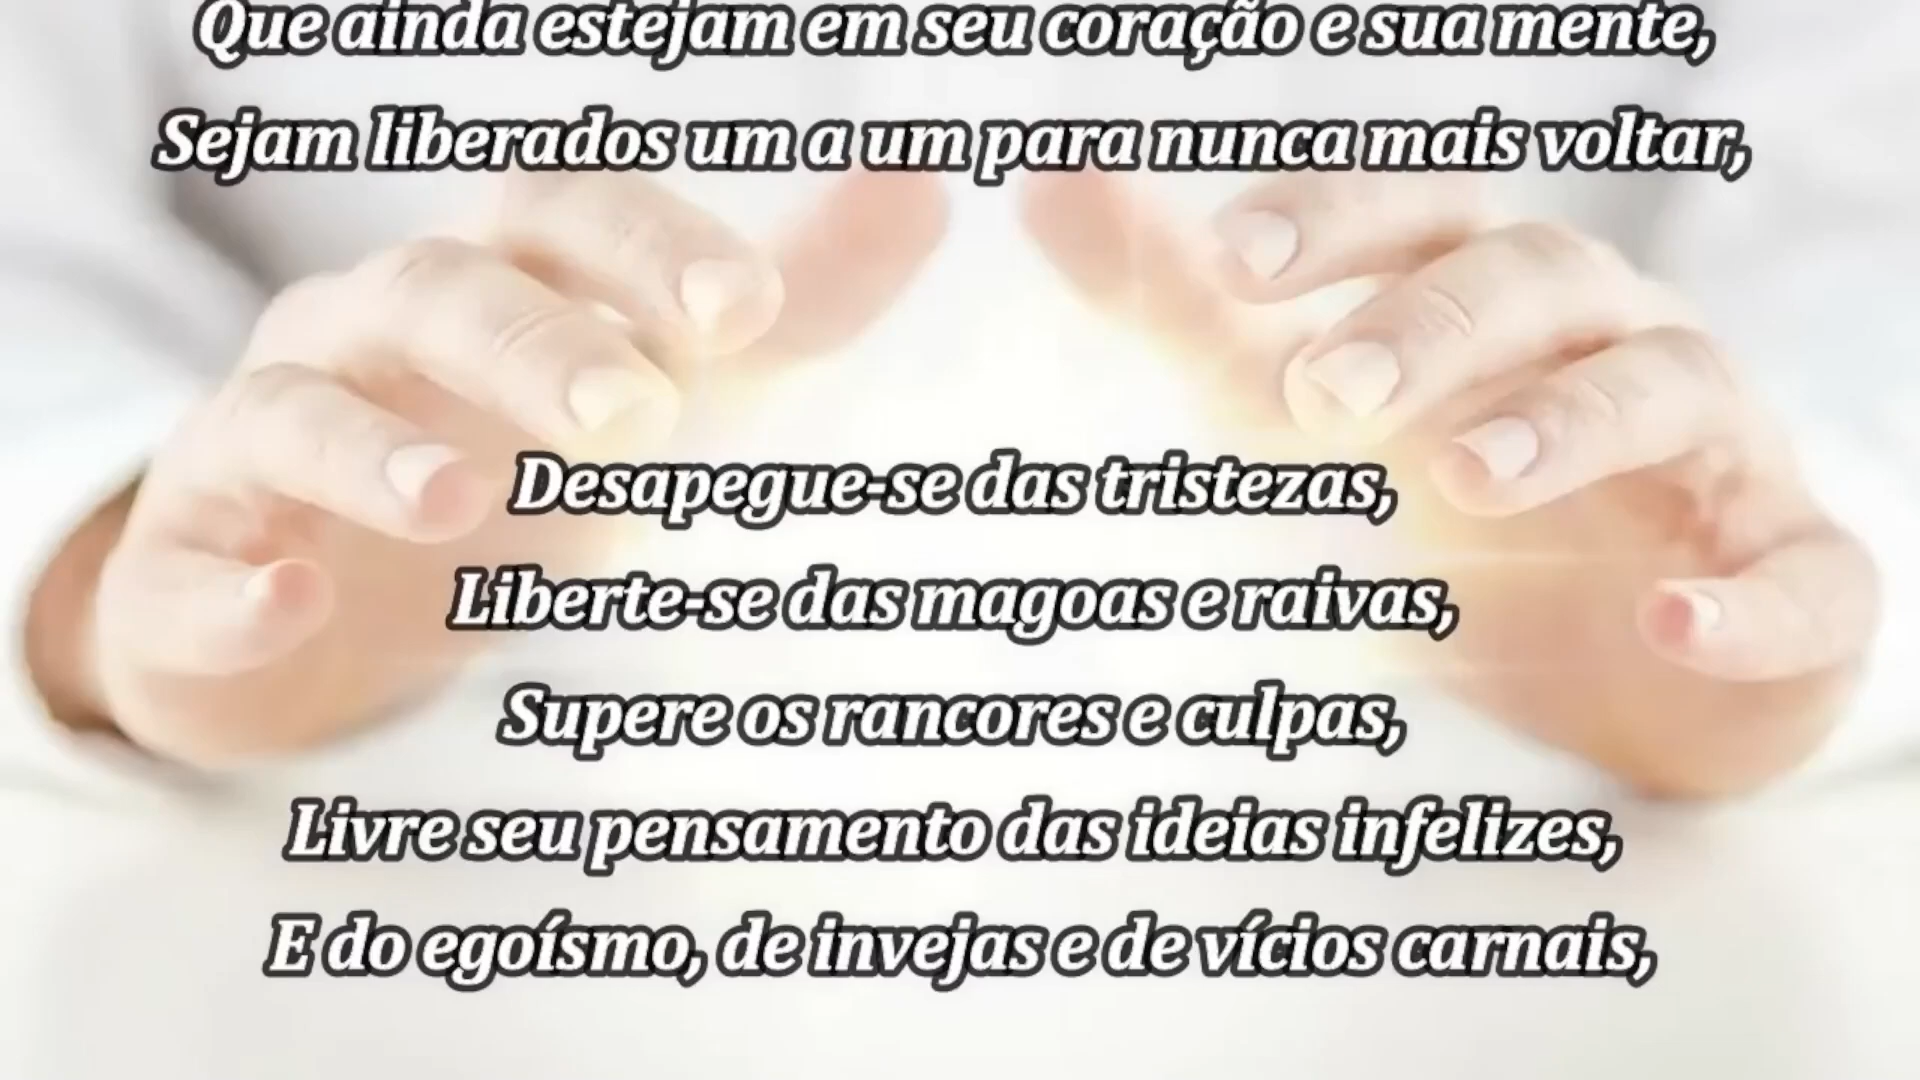 Que ainda estejam em seu coração e sua mente,
Sejam liberados um a um para nunca mais voltar,
Desapegue-se das tristezas,
Liberte-se das magoas e raivas,
Supere os rancores e culpas,
Livre seu pensamento das ideias infelizes,
E do egoísmo, de invejas e de vícios carnais,